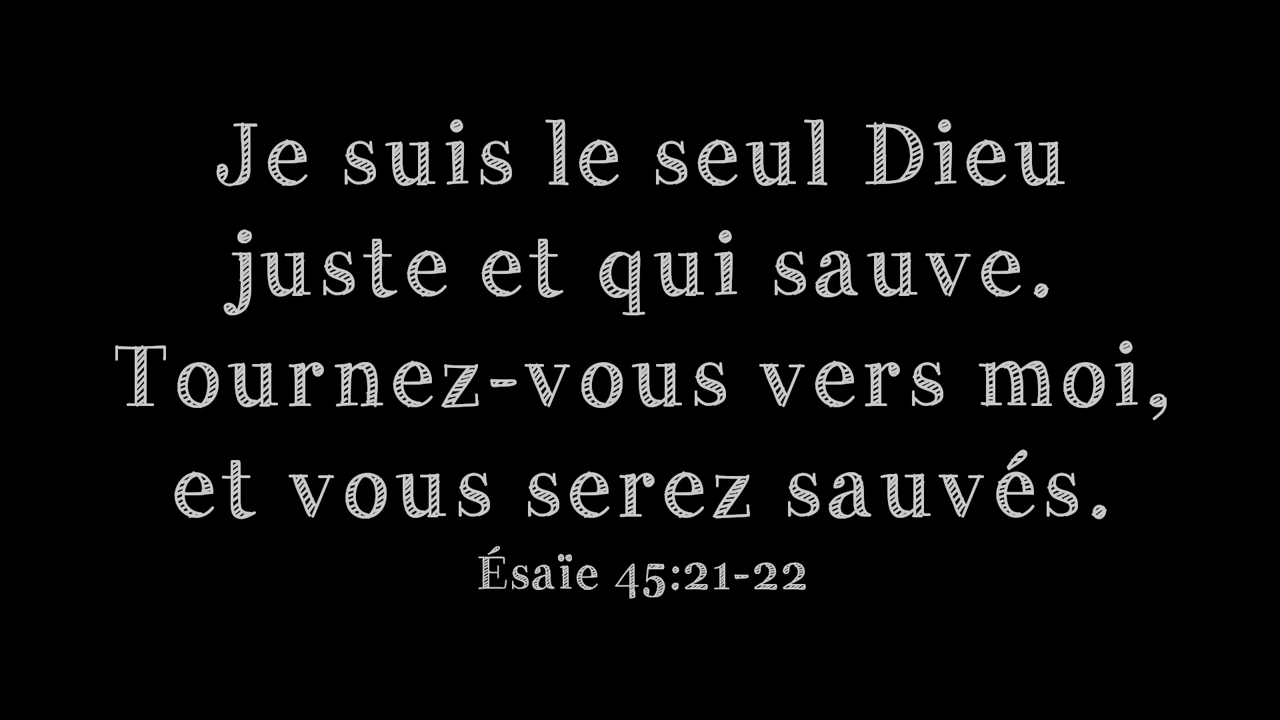 Je suis le seul Dieu
juste et qui sauve.
Tournez-vous vers moi,
et vous serez sauvés.
Ésaïe 45:21-22